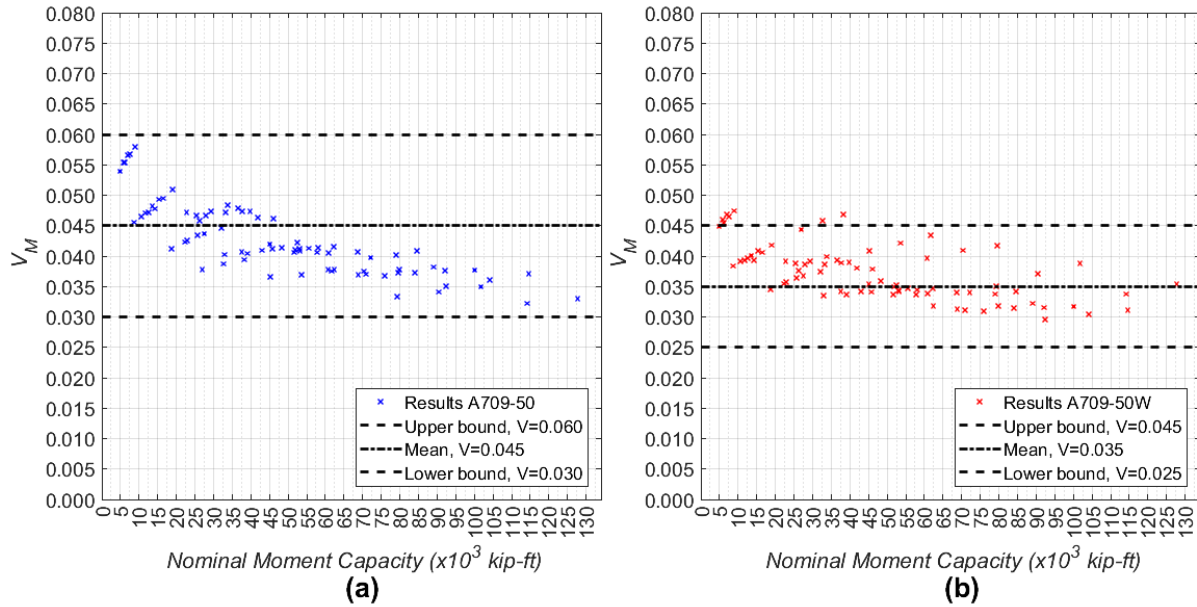 0.080
0.075
0.070
0.065
0.060
0.055
0.050
0.045
0.040
0.035
0.030
0.025
0.020
0.015
0.010
0.005
0.000
V_M
Results A709-50
Upper bound, V=0.060
Mean, V=0.045
Lower bound, V=0.030
0 5 10 15 20 25 30 35 40 45 50 55 60 65 70 75 80 85 90 95 100 105 110 115 120 125 130
Nominal Moment Capacity (x10^3 kip-ft)
(a)
0.080
0.075
0.070
0.065
0.060
0.055
0.050
0.045
0.040
0.035
0.030
0.025
0.020
0.015
0.010
0.005
0.000
V_M
Results A709-50W
Upper bound, V=0.045
Mean, V=0.035
Lower bound, V=0.025
0 5 10 15 20 25 30 35 40 45 50 55 60 65 70 75 80 85 90 95 100 105 110 115 120 125 130
Nominal Moment Capacity (x10^3 kip-ft)
(b)